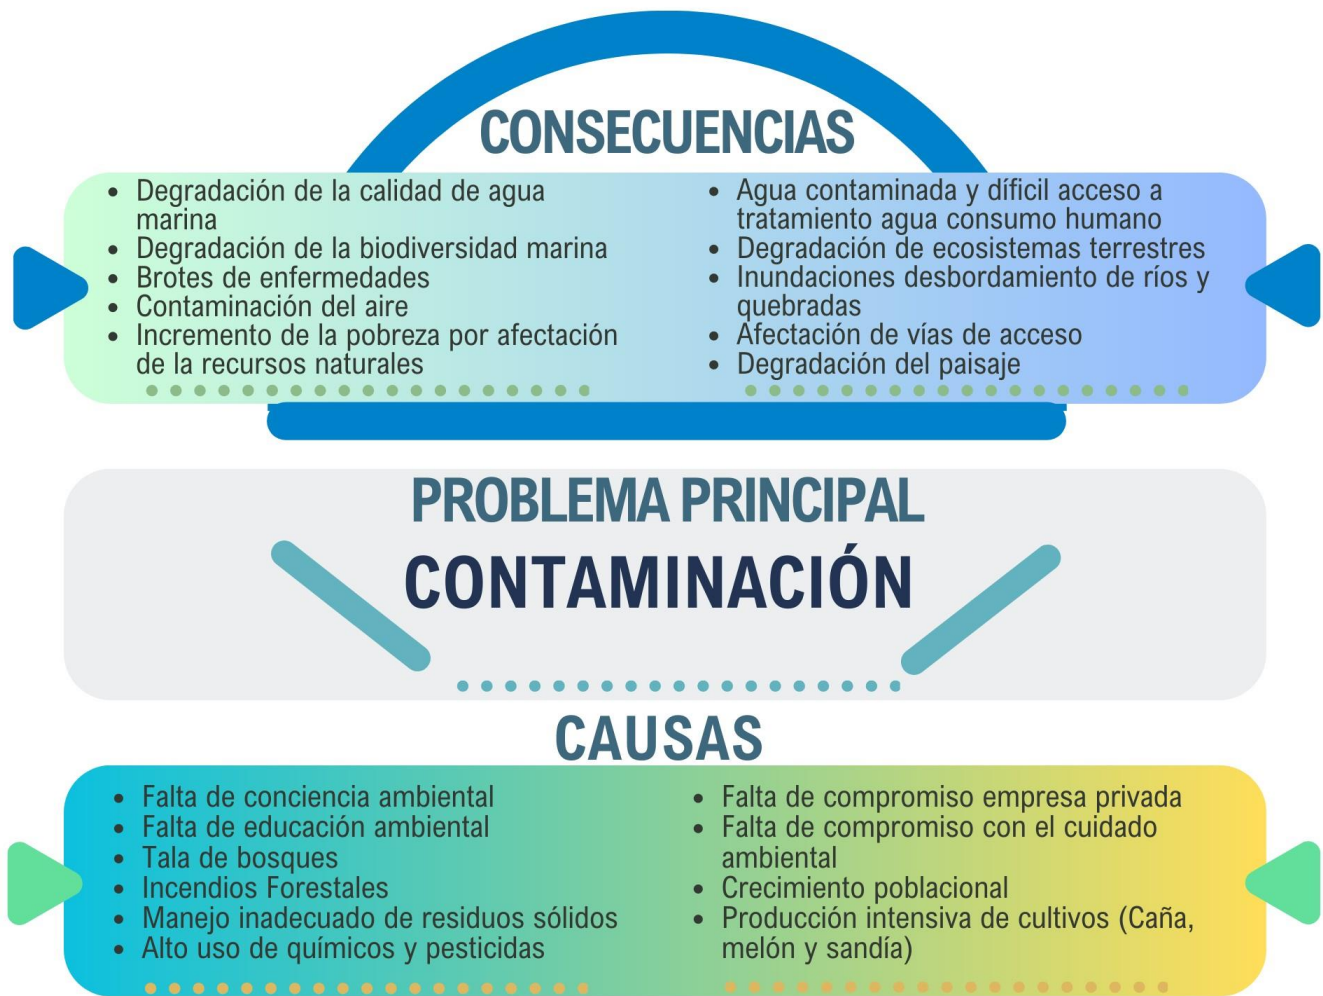 CONSECUENCIAS
• Degradación de la calidad de agua
marina
• Degradación de la biodiversidad marina
• Brotes de enfermedades
• Contaminación del aire
• Incremento de la pobreza por afectación
de la recursos naturales
• Agua contaminada y díficil acceso a
tratamiento agua consumo humano
• Degradación de ecosistemas terrestres
• Inundaciones desbordamiento de ríos y
quebradas
• Afectación de vías de acceso
• Degradación del paisaje
PROBLEMA PRINCIPAL
CONTAMINACIÓN
CAUSAS
• Falta de conciencia ambiental
• Falta de educación ambiental
• Tala de bosques
• Incendios Forestales
• Manejo inadecuado de residuos sólidos
• Alto uso de químicos y pesticidas
• Falta de compromiso empresa privada
• Falta de compromiso con el cuidado
ambiental
• Crecimiento poblacional
• Producción intensiva de cultivos (Caña,
melón y sandía)